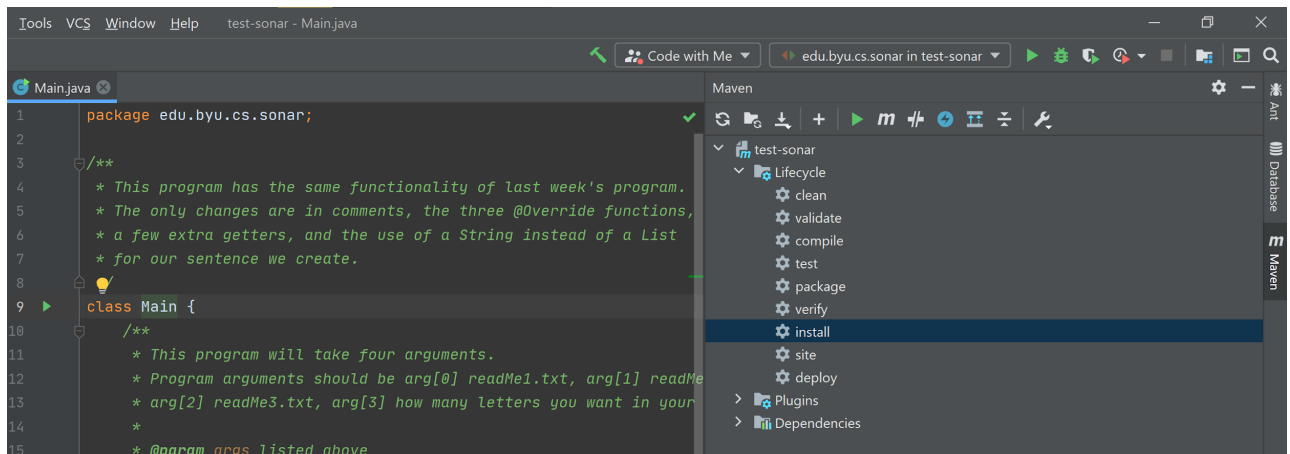 Tools VCS Window Help test-sonar - Main.java
Code with Me edu.byu.cs.sonar in test-sonar
Main.java
1 package edu.byu.cs.sonar;
2
3 /**
4 * This program has the same functionality of last week's program.
5 * The only changes are in comments, the three @Override functions,
6 * a few extra getters, and the use of a String instead of a List
7 * for our sentence we create.
8 /
9 class Main {
10 /**
11 * This program will take four arguments.
12 * Program arguments should be arg[0] readMe1.txt, arg[1] readMe
13 * arg[2] readMe3.txt, arg[3] how many letters you want in your
14 *
15 * @param args listed above
Maven
test-sonar
Lifecycle
clean
validate
compile
test
package
verify
install
site
deploy
Plugins
Dependencies
Ant
Database
m Maven